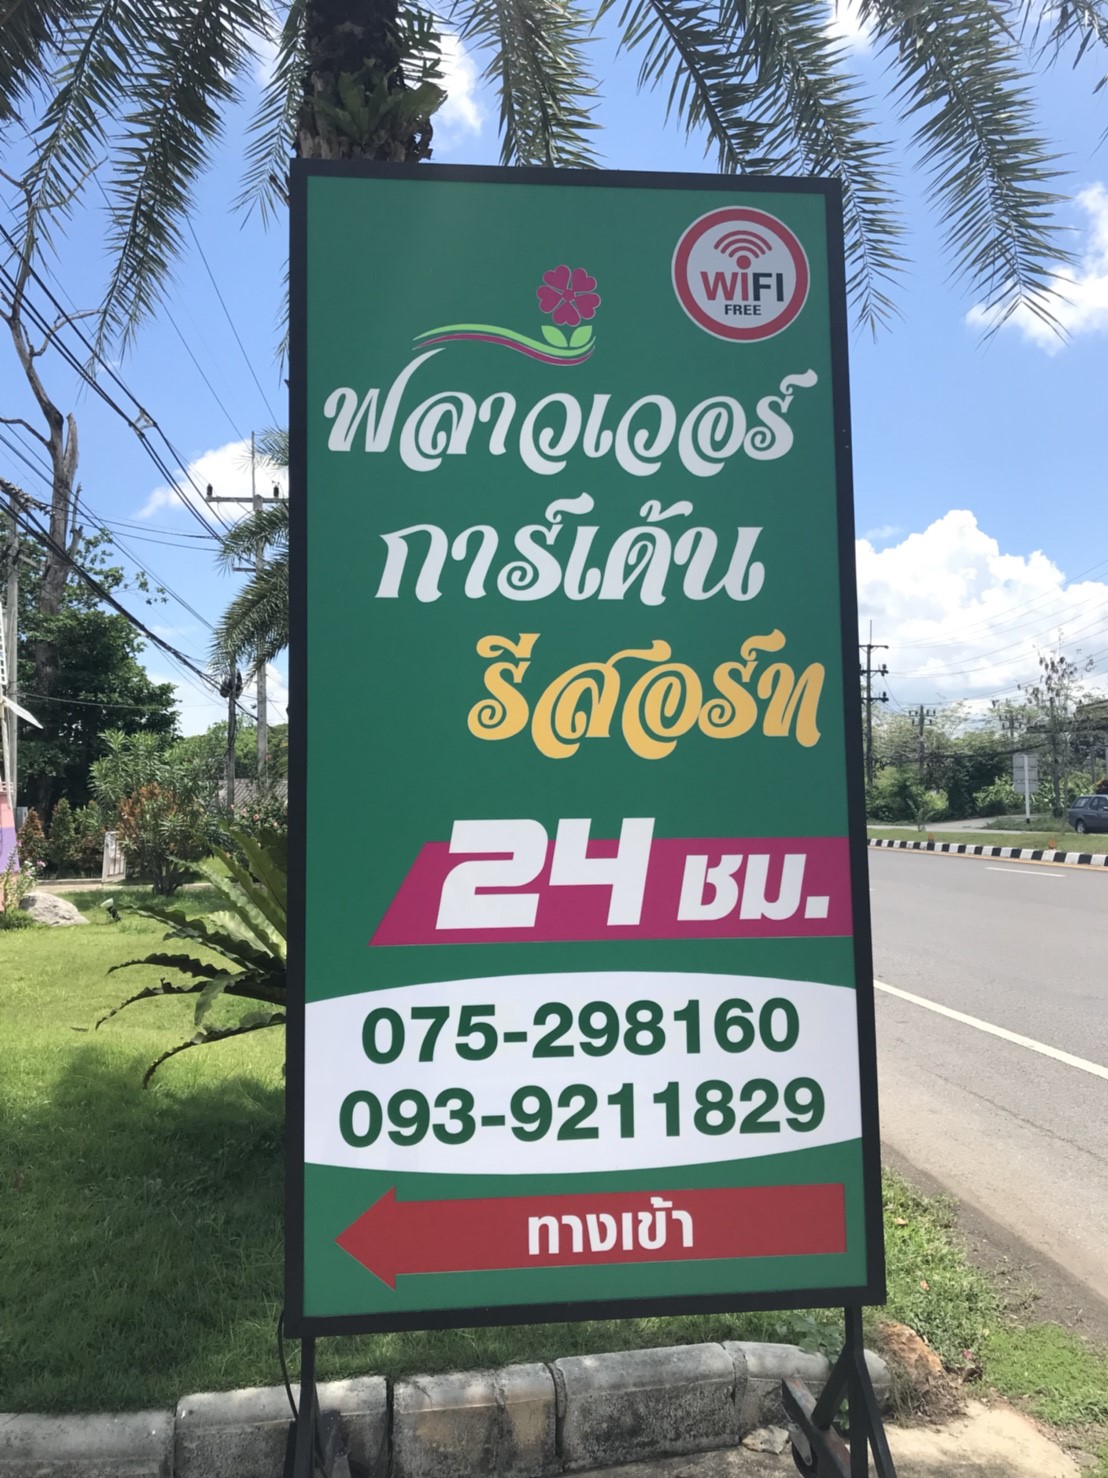 WiFi
FREE
ฟลาวเวอร์
การ์เด้น
รีสอร์ท
24 ชม.
075-298160
093-9211829
ทางเข้า